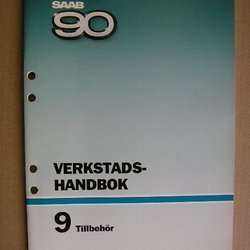 SAAB
90
VERKSTADS-
HANDBOK
9 Tillbehör